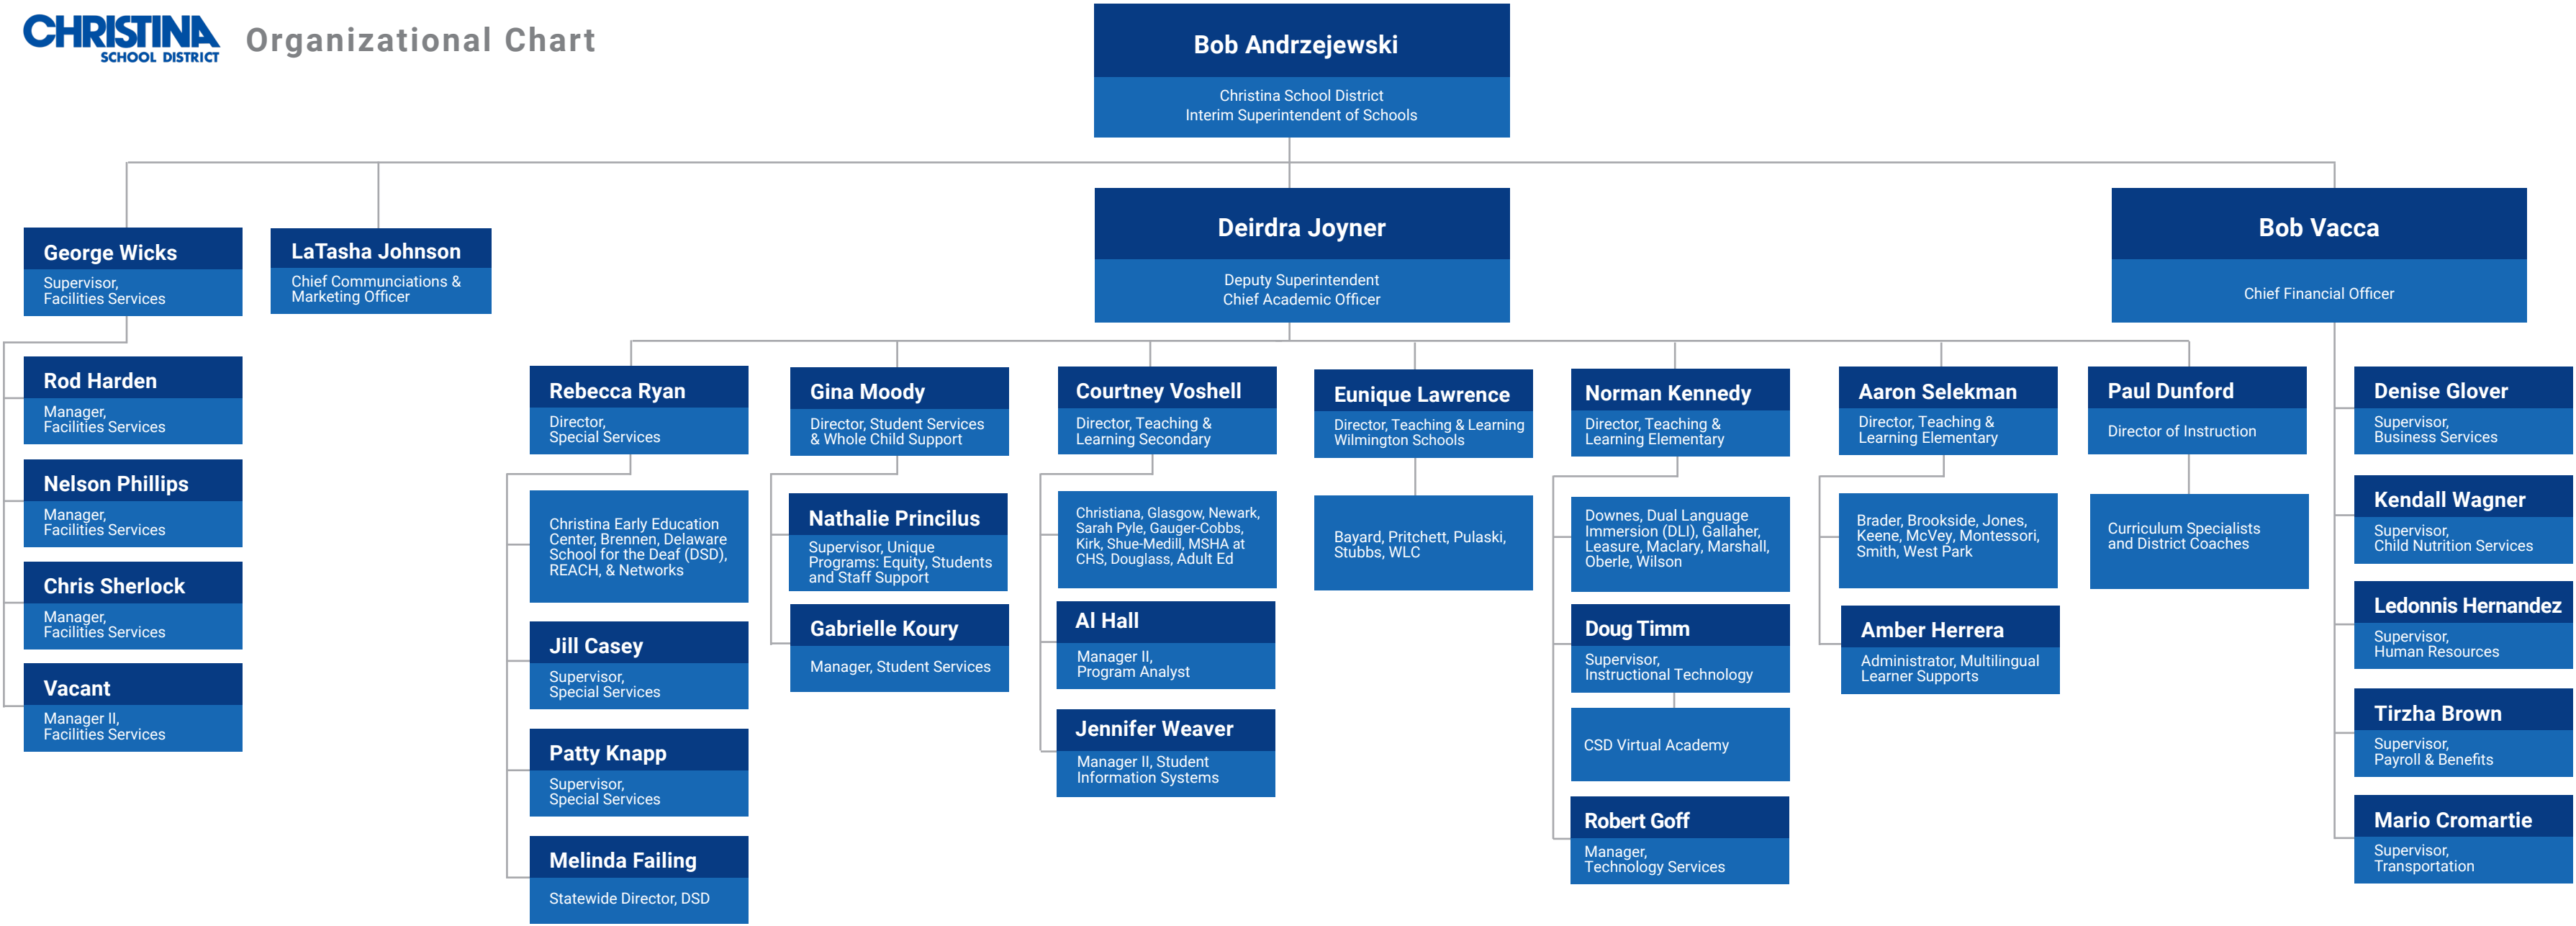 CHRISTINA
SCHOOL DISTRICT
Organizational Chart
Bob Andrzejewski
Christina School District
Interim Superintendent of Schools
George Wicks
Supervisor,
Facilities Services
LaTasha Johnson
Chief Communciations &
Marketing Officer
Deirdra Joyner
Deputy Superintendent
Chief Academic Officer
Bob Vacca
Chief Financial Officer
Rod Harden
Manager,
Facilities Services
Nelson Phillips
Manager,
Facilities Services
Chris Sherlock
Manager,
Facilities Services
Vacant
Manager II,
Facilities Services
Rebecca Ryan
Director,
Special Services
Christina Early Education
Center, Brennen, Delaware
School for the Deaf (DSD),
REACH, & Networks
Jill Casey
Supervisor,
Special Services
Patty Knapp
Supervisor,
Special Services
Melinda Failing
Statewide Director, DSD
Gina Moody
Director, Student Services
& Whole Child Support
Nathalie Princilus
Supervisor, Unique
Programs: Equity, Students
and Staff Support
Gabrielle Koury
Manager, Student Services
Courtney Voshell
Director, Teaching &
Learning Secondary
Christiana, Glasgow, Newark,
Sarah Pyle, Gauger-Cobbs,
Kirk, Shue-Medill, MSHA at
CHS, Douglass, Adult Ed
Al Hall
Manager II,
Program Analyst
Jennifer Weaver
Manager II, Student
Information Systems
Eunique Lawrence
Director, Teaching & Learning
Wilmington Schools
Bayard, Pritchett, Pulaski,
Stubbs, WLC
Norman Kennedy
Director, Teaching &
Learning Elementary
Downes, Dual Language
Immersion (DLI), Gallaher,
Leasure, Maclary, Marshall,
Oberle, Wilson
Doug Timm
Supervisor,
Instructional Technology
CSD Virtual Academy
Robert Goff
Manager,
Technology Services
Aaron Selekman
Director, Teaching &
Learning Elementary
Brader, Brookside, Jones,
Keene, McVey, Montessori,
Smith, West Park
Amber Herrera
Administrator, Multilingual
Learner Supports
Paul Dunford
Director of Instruction
Curriculum Specialists
and District Coaches
Denise Glover
Supervisor,
Business Services
Kendall Wagner
Supervisor,
Child Nutrition Services
Ledonnis Hernandez
Supervisor,
Human Resources
Tirzha Brown
Supervisor,
Payroll & Benefits
Mario Cromartie
Supervisor,
Transportation